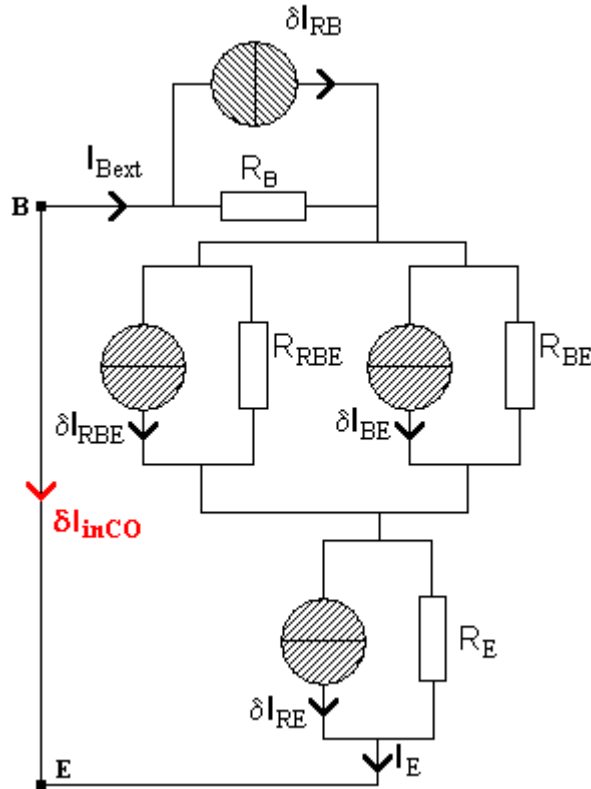 δI_RB
I_Bext
R_B
B
R_RBE
R_BE
δI_RBE
δI_BE
δI_inCO
R_E
δI_RE
I_E
E